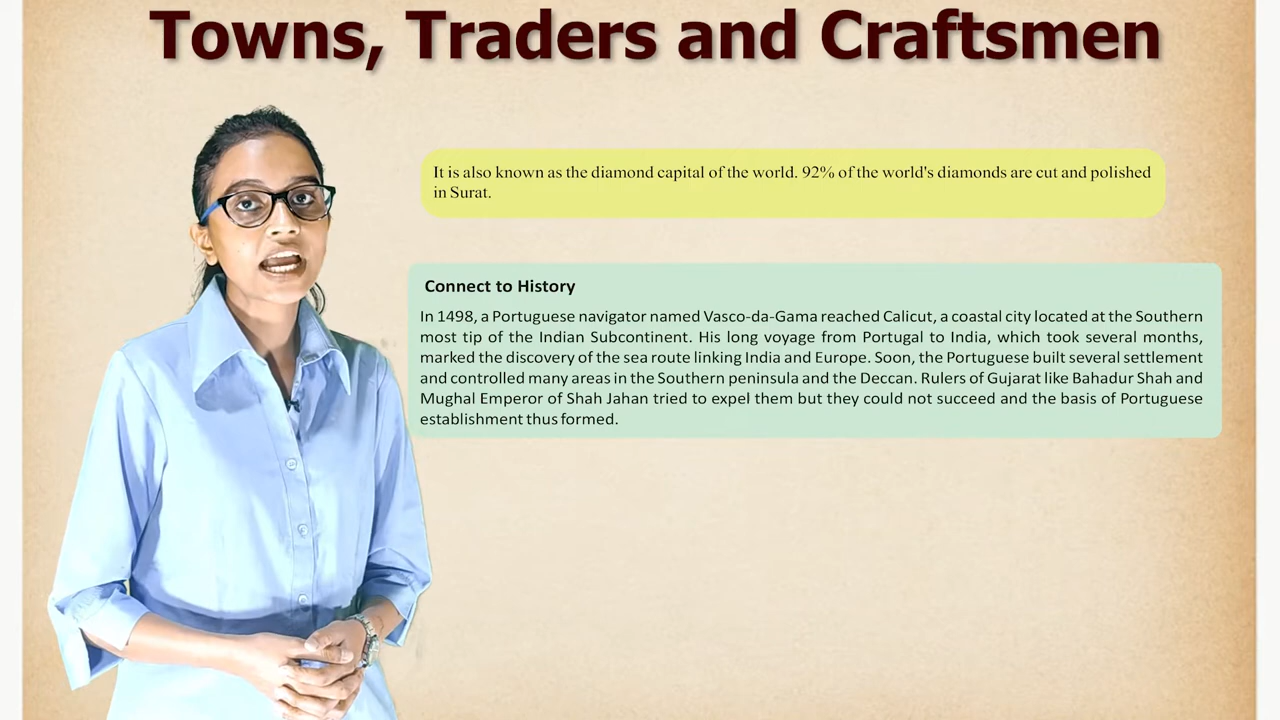 Towns, Traders and Craftsmen
It is also known as the diamond capital of the world. 92% of the world's diamonds are cut and polished
in Surat.
Connect to History
In 1498, a Portuguese navigator named Vasco-da-Gama reached Calicut, a coastal city located at the Southern
most tip of the Indian Subcontinent. His long voyage from Portugal to India, which took several months,
marked the discovery of the sea route linking India and Europe. Soon, the Portuguese built several settlement
and controlled many areas in the Southern peninsula and the Deccan. Rulers of Gujarat like Bahadur Shah and
Mughal Emperor of Shah Jahan tried to expel them but they could not succeed and the basis of Portuguese
establishment thus formed.